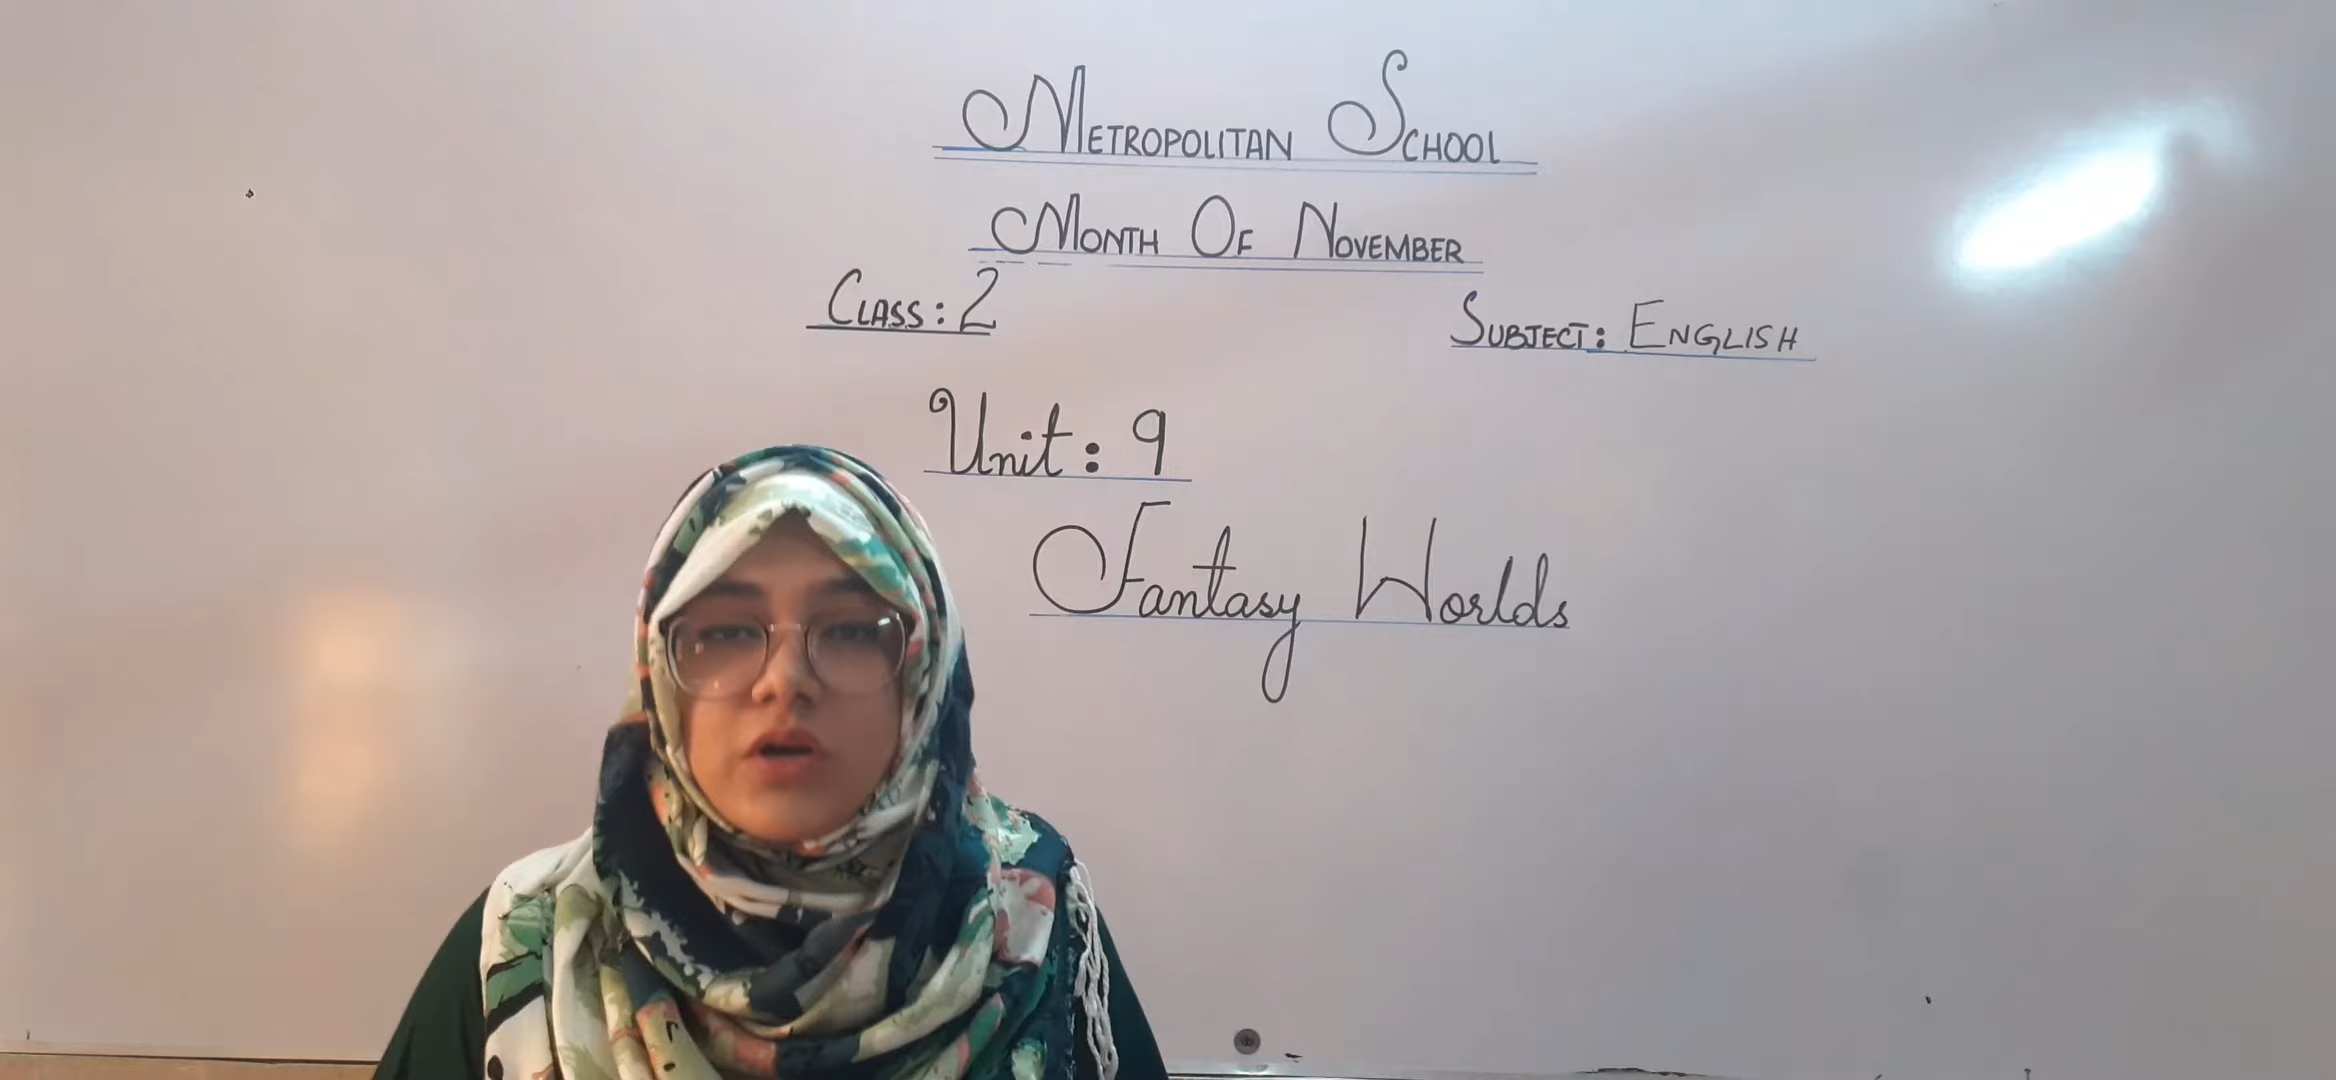 METROPOLITAN SCHOOL
MONTH OF NOVEMBER
CLASS: 2
SUBJECT: ENGLISH
Unit: 9
Fantasy Worlds